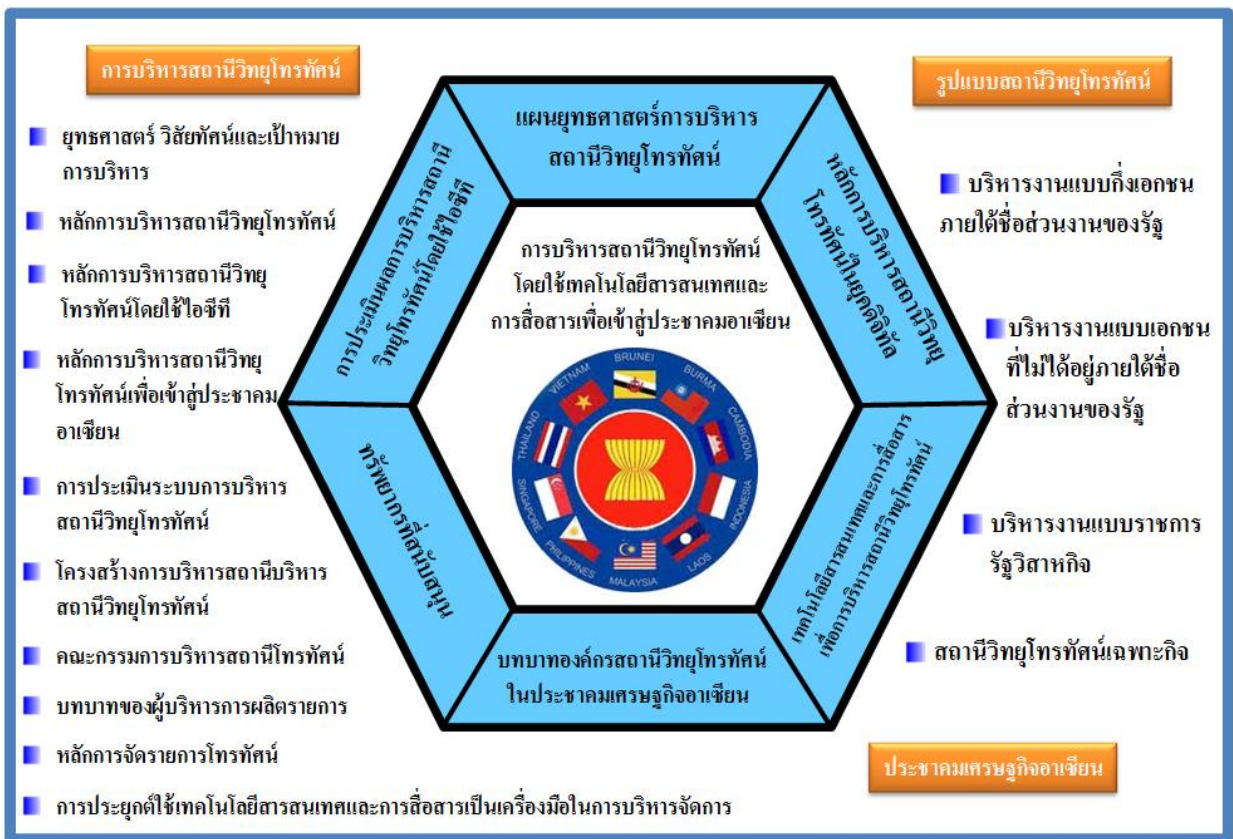 การบริหารสถานีวิทยุโทรทัศน์
ยุทธศาสตร์ วิสัยทัศน์และเป้าหมาย
การบริหาร
หลักการบริหารสถานีวิทยุโทรทัศน์
หลักการบริหารสถานีวิทยุ
โทรทัศน์โดยใช้ไอซีที
หลักการบริหารสถานีวิทยุ
โทรทัศน์เพื่อเข้าสู่ประชาคม
อาเซียน
การประเมินระบบการบริหาร
สถานีวิทยุโทรทัศน์
โครงสร้างการบริหารสถานีบริหาร
สถานีวิทยุโทรทัศน์
คณะกรรมการบริหารสถานีโทรทัศน์
บทบาทของผู้บริหารการผลิตรายการ
หลักการจัดรายการโทรทัศน์
การประยุกต์ใช้เทคโนโลยีสารสนเทศและการสื่อสารเป็นเครื่องมือในการบริหารจัดการ
แผนยุทธศาสตร์การบริหาร
สถานีวิทยุโทรทัศน์
หลักการบริหารสถานีวิทยุ
โทรทัศน์ในยุคดิจิทัล
เทคโนโลยีสารสนเทศและการสื่อสาร
เพื่อการบริหารสถานีวิทยุโทรทัศน์
บทบาทองค์กรสถานีวิทยุโทรทัศน์
ในประชาคมเศรษฐกิจอาเซียน
ทรัพยากรที่สนับสนุน
การประเมินผลการบริหารสถานี
วิทยุโทรทัศน์โดยใช้ไอซีที
การบริหารสถานีวิทยุโทรทัศน์
โดยใช้เทคโนโลยีสารสนเทศและ
การสื่อสารเพื่อเข้าสู่ประชาคมอาเซียน
BRUNEI
BURMA
CAMBODIA
INDONESIA
LAOS
MALAYSIA
PHILIPPINES
SINGAPORE
THAILAND
VIETNAM
รูปแบบสถานีวิทยุโทรทัศน์
บริหารงานแบบกึ่งเอกชน
ภายใต้ชื่อส่วนงานของรัฐ
บริหารงานแบบเอกชน
ที่ไม่ได้อยู่ภายใต้ชื่อ
ส่วนงานของรัฐ
บริหารงานแบบราชการ
รัฐวิสาหกิจ
สถานีวิทยุโทรทัศน์เฉพาะกิจ
ประชาคมเศรษฐกิจอาเซียน